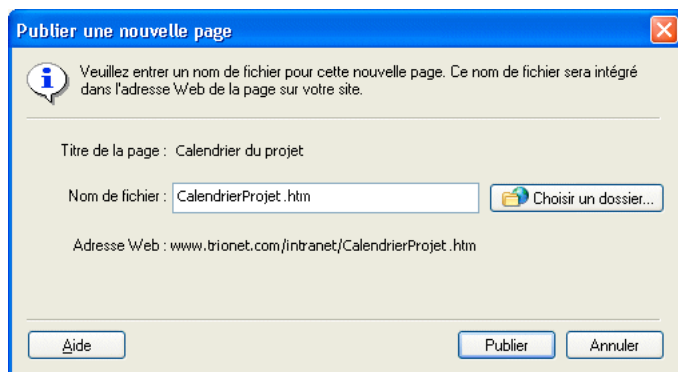 Publier une nouvelle page
Veuillez entrer un nom de fichier pour cette nouvelle page. Ce nom de fichier sera intégré
dans l'adresse Web de la page sur votre site.
Titre de la page : Calendrier du projet
Nom de fichier : CalendrierProjet.htm Choisir un dossier...
Adresse Web : www.trionet.com/intranet/CalendrierProjet.htm
Aide Publier Annuler